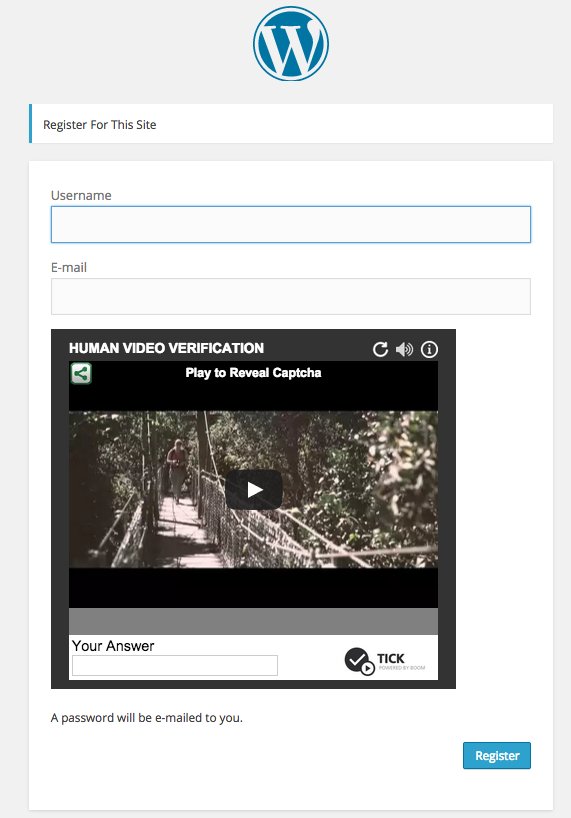 Register For This Site
Username
E-mail
HUMAN VIDEO VERIFICATION
Play to Reveal Captcha
Your Answer
TICK
POWERED BY BOOM
A password will be e-mailed to you.
Register